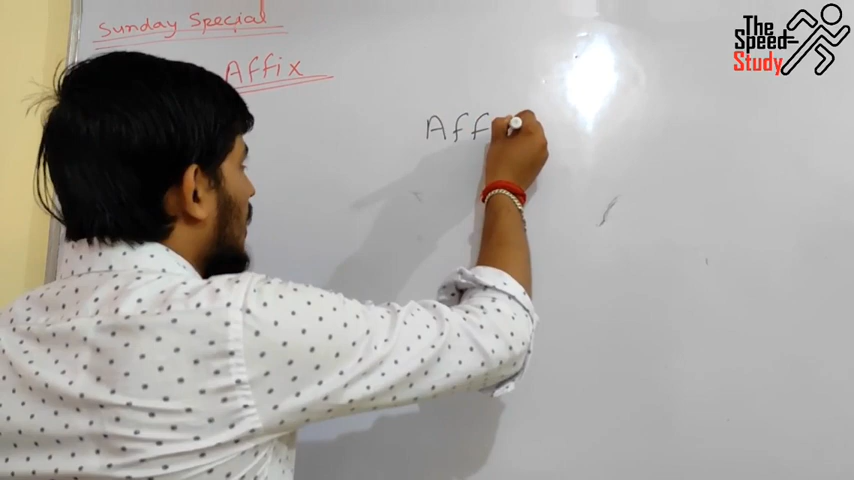 Sunday Special
Affix
Aff
The
Speed
Study